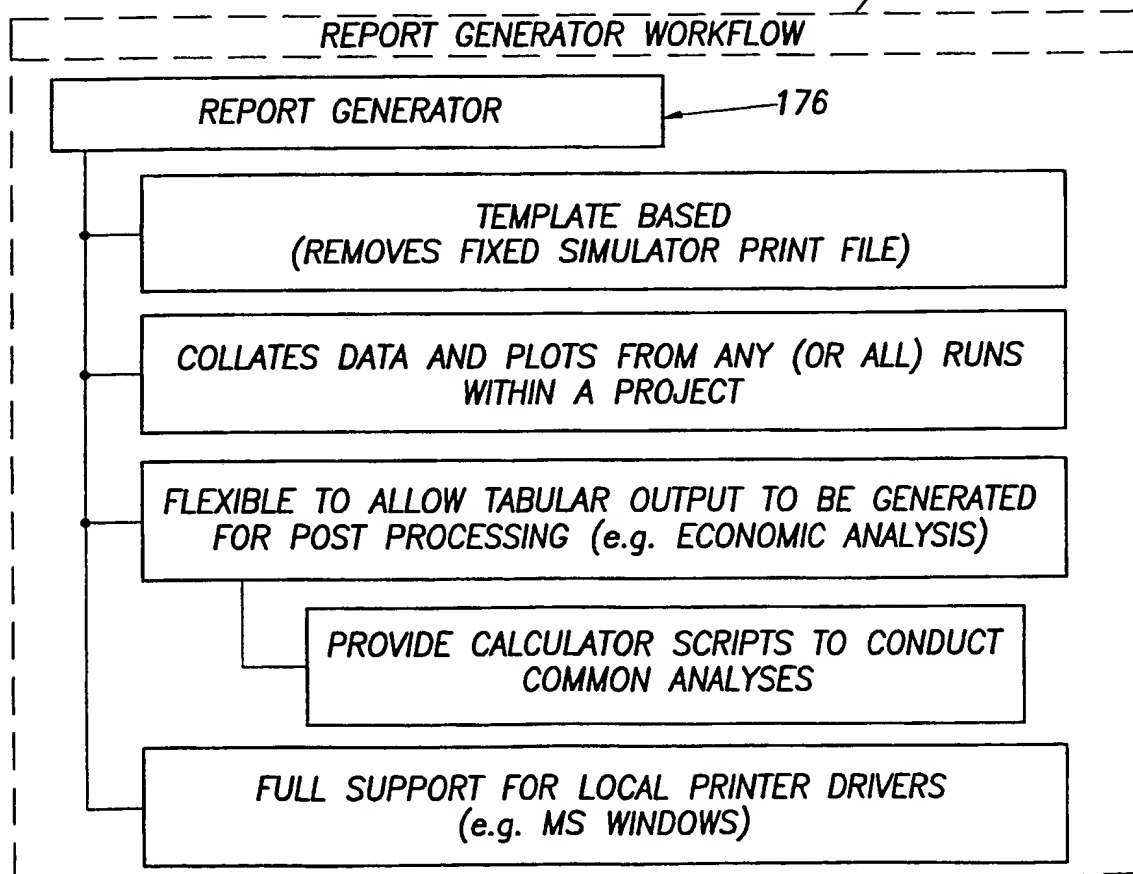 REPORT GENERATOR WORKFLOW
REPORT GENERATOR
176
TEMPLATE BASED
(REMOVES FIXED SIMULATOR PRINT FILE)
COLLATES DATA AND PLOTS FROM ANY (OR ALL) RUNS
WITHIN A PROJECT
FLEXIBLE TO ALLOW TABULAR OUTPUT TO BE GENERATED
FOR POST PROCESSING (e.g. ECONOMIC ANALYSIS)
PROVIDE CALCULATOR SCRIPTS TO CONDUCT
COMMON ANALYSES
FULL SUPPORT FOR LOCAL PRINTER DRIVERS
(e.g. MS WINDOWS)